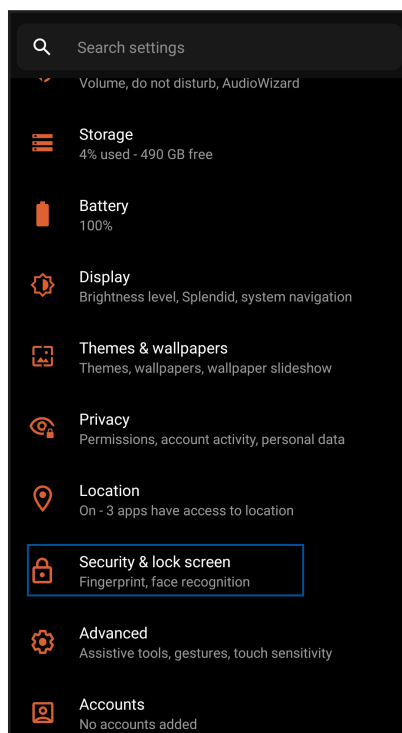 Search settings
Volume, do not disturb, AudioWizard
Storage
4% used - 490 GB free
Battery
100%
Display
Brightness level, Splendid, system navigation
Themes & wallpapers
Themes, wallpapers, wallpaper slideshow
Privacy
Permissions, account activity, personal data
Location
On - 3 apps have access to location
Security & lock screen
Fingerprint, face recognition
Advanced
Assistive tools, gestures, touch sensitivity
Accounts
No accounts added